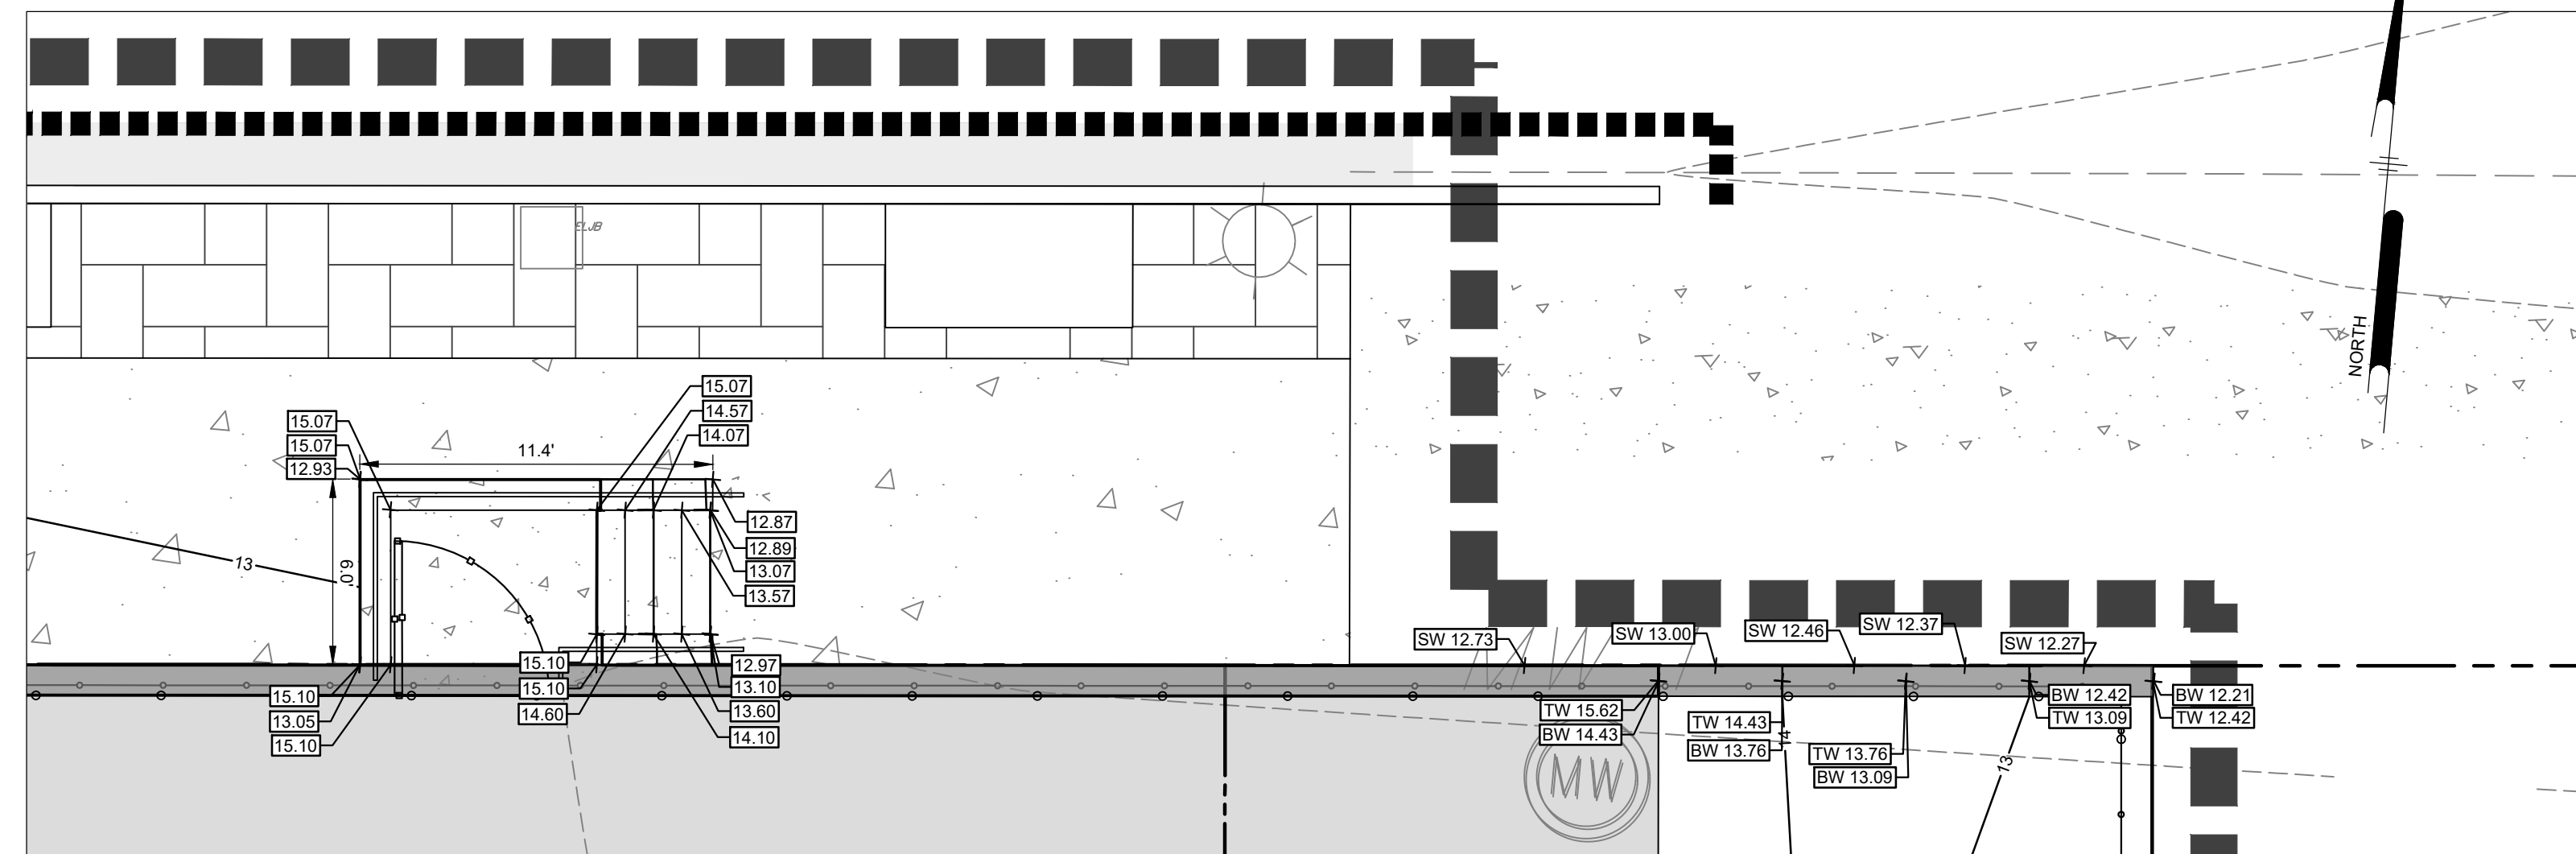 ELJB
NORTH
15.07
14.57
14.07
15.07
15.07
12.93
11.4'
12.87
12.89
13.07
13.57
13
6.0'
SW 12.73
SW 13.00
SW 12.46
SW 12.37
SW 12.27
15.10
15.10
14.60
12.97
13.10
13.60
14.10
15.10
13.05
15.10
TW 15.62
BW 14.43
TW 14.43
BW 13.76
14
TW 13.76
BW 13.09
13
BW 12.42
TW 13.09
BW 12.21
TW 12.42
MW